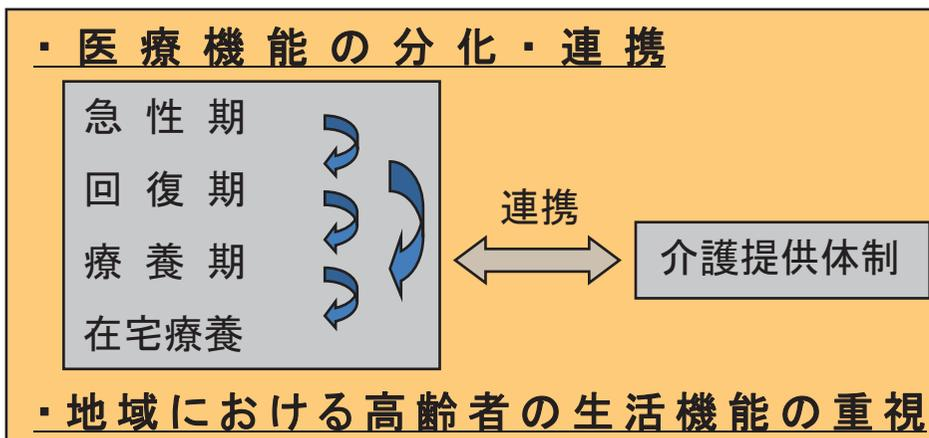 ・医療機能の分化・連携
急性期
回復期
療養期
在宅療養
連携
介護提供体制
・地域における高齢者の生活機能の重視